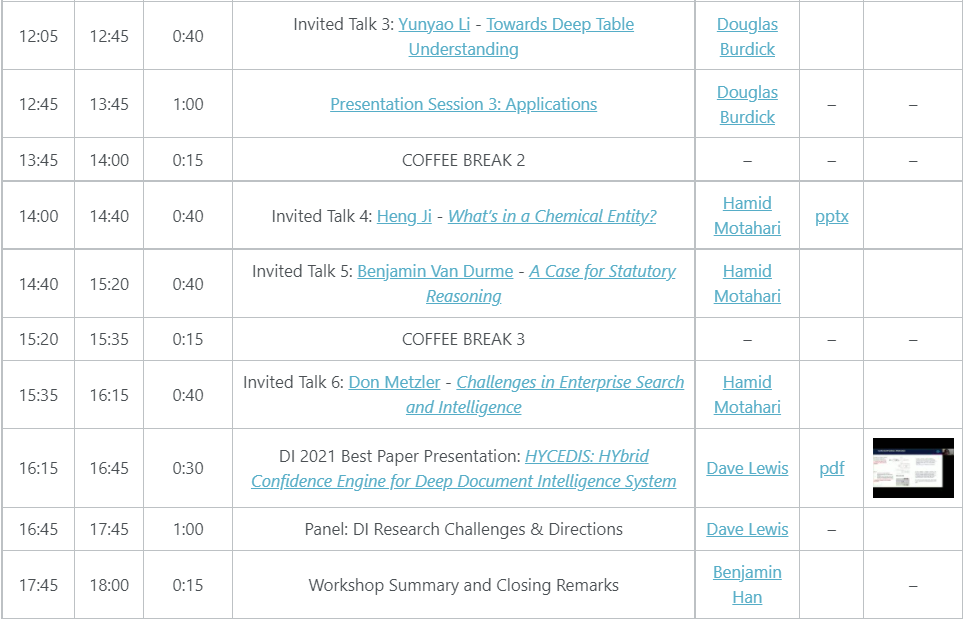 12:05 12:45 0:40 Invited Talk 3: Yunyao Li - Towards Deep Table Douglas
Understanding Burdick
12:45 13:45 1:00 Presentation Session 3: Applications Douglas – –
Burdick
13:45 14:00 0:15 COFFEE BREAK 2 – – –
14:00 14:40 0:40 Invited Talk 4: Heng Ji - What's in a Chemical Entity? Hamid pptx
Motahari
14:40 15:20 0:40 Invited Talk 5: Benjamin Van Durme - A Case for Statutory Hamid
Reasoning Motahari
15:20 15:35 0:15 COFFEE BREAK 3 – – –
15:35 16:15 0:40 Invited Talk 6: Don Metzler - Challenges in Enterprise Search Hamid
and Intelligence Motahari
16:15 16:45 0:30 DI 2021 Best Paper Presentation: HYCEDIS: HYbrid Dave Lewis pdf
Confidence Engine for Deep Document Intelligence System
16:45 17:45 1:00 Panel: DI Research Challenges & Directions Dave Lewis –
17:45 18:00 0:15 Workshop Summary and Closing Remarks Benjamin –
Han